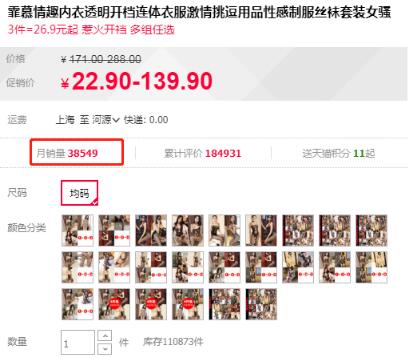 霏慕情趣内衣透明开裆连体衣服激情挑逗用品性感制服丝袜套装女骚
3件=26.9元起 惹火开裆 多组任选
价格 ¥ 171.00-288.00
促销价 ¥ 22.90-139.90
运费 上海 至 河源 快递: 0.00
月销量 38549 累计评价 184931 送天猫积分 11起
尺码 均码
颜色分类
数量 1 件 库存110873件